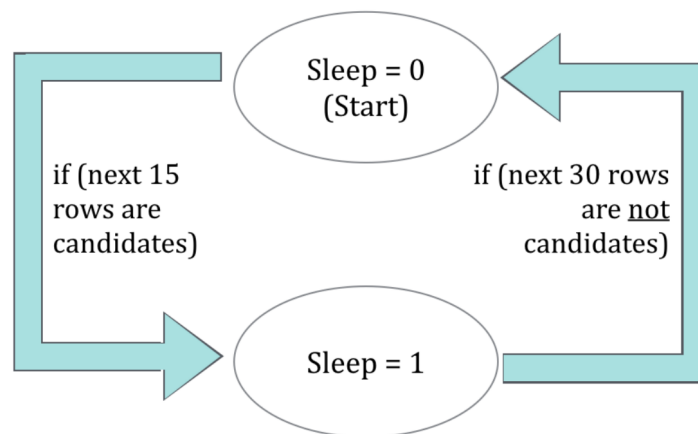 Sleep = 0
(Start)
if (next 15
rows are
candidates)
if (next 30 rows
are not
candidates)
Sleep = 1